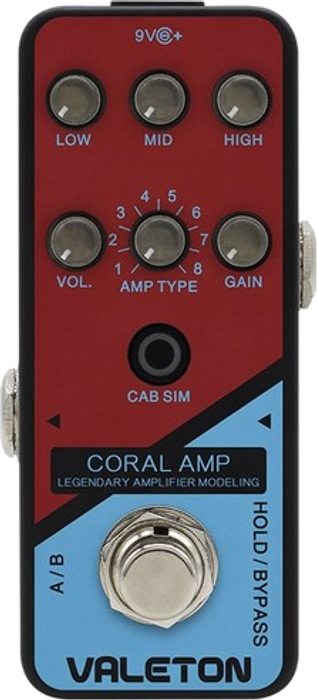 9V⊖+
LOW MID HIGH
4 5
3 6
2 7
1 8
VOL. AMP TYPE GAIN
CAB SIM
CORAL AMP
LEGENDARY AMPLIFIER MODELING
A/B
HOLD/BYPASS
VALETON